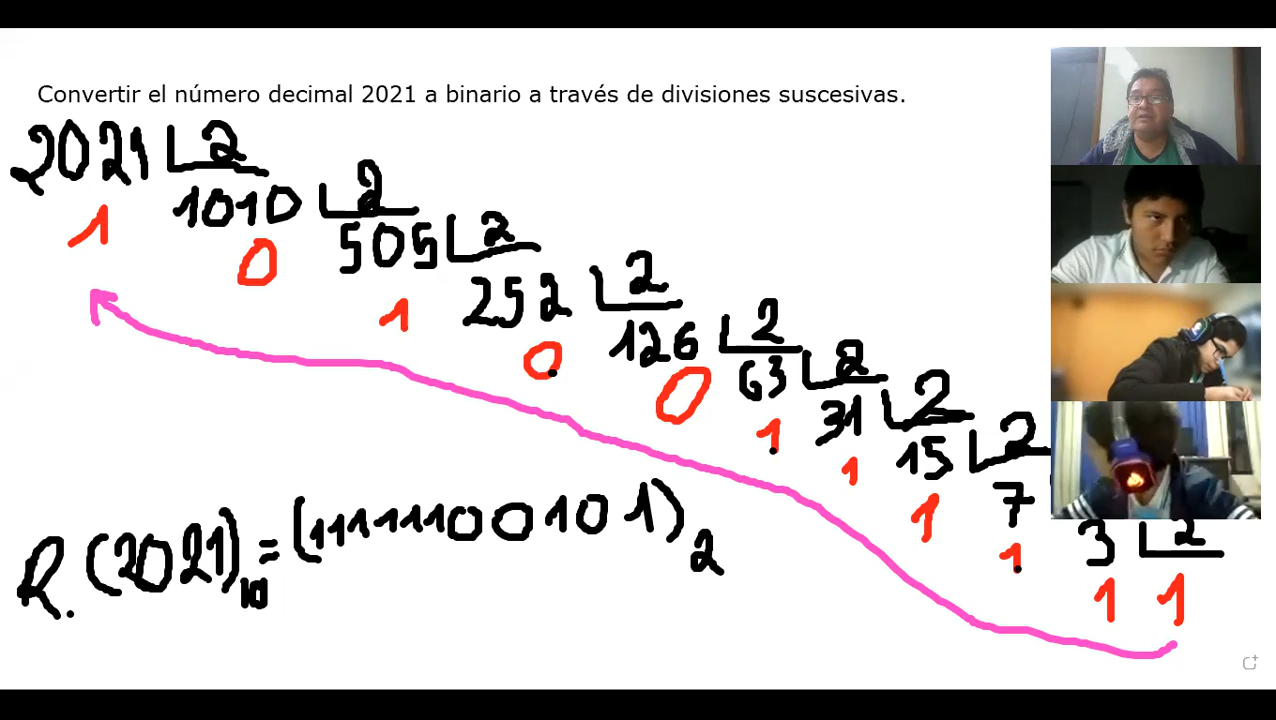 Convertir el número decimal 2021 a binario a través de divisiones suscesivas.
2021 2
1 1010 2
0 505 2
1 252 2
0 126 2
0 63 2
1 31 2
1 15 2
1 7 2
1 3 2
1 1
R. (2021)10 = (11111100101)2